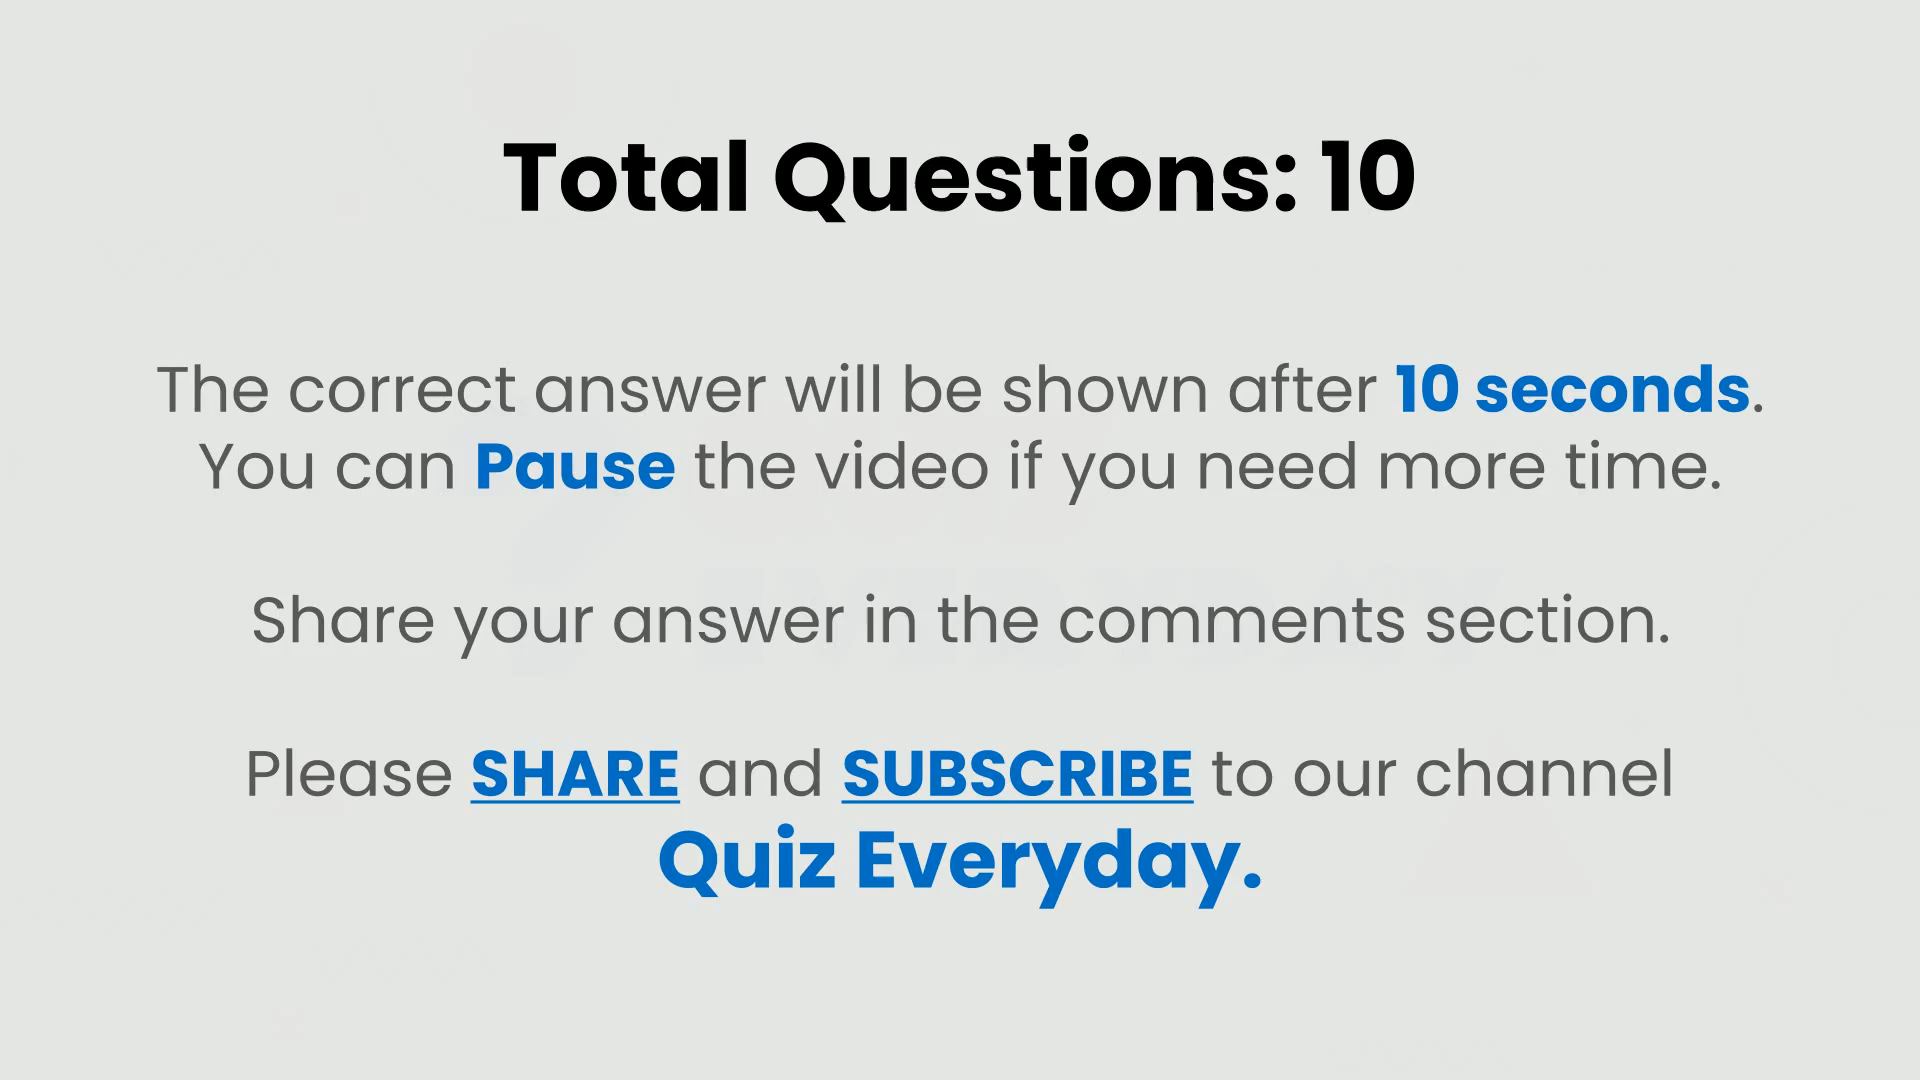 Total Questions: 10
The correct answer will be shown after 10 seconds.
You can Pause the video if you need more time.
Share your answer in the comments section.
Please SHARE and SUBSCRIBE to our channel
Quiz Everyday.